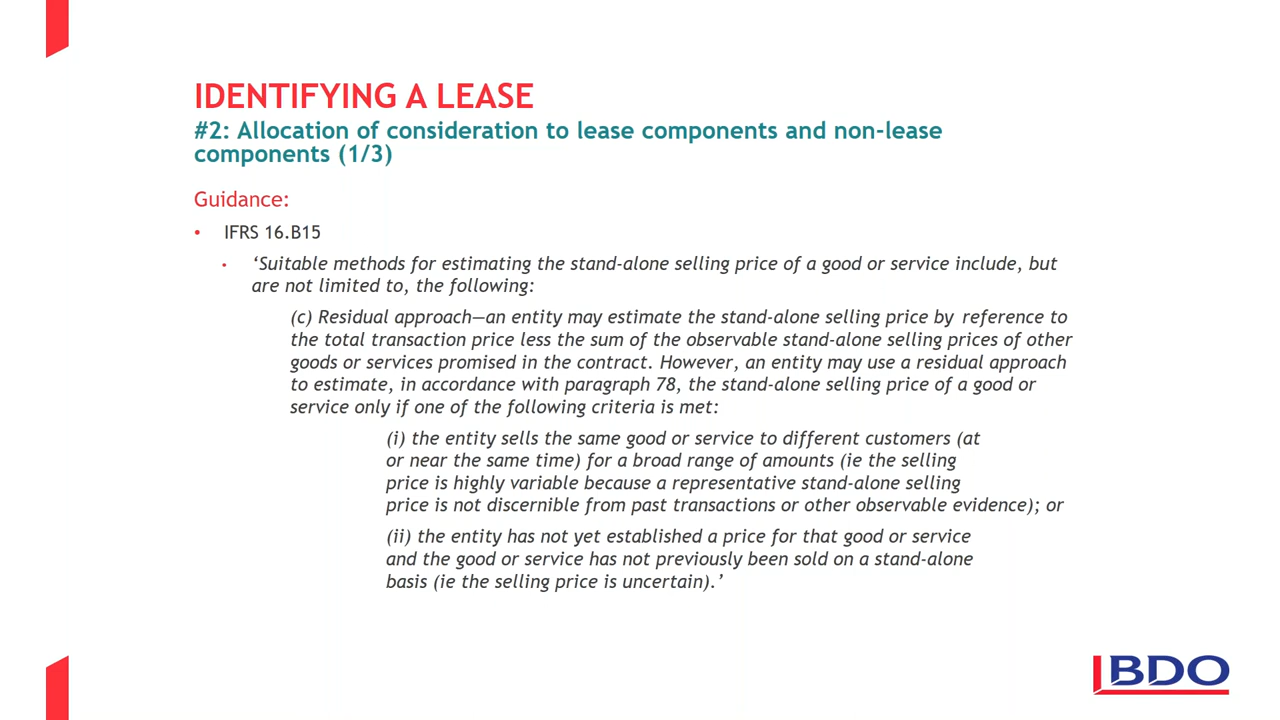 IDENTIFYING A LEASE
#2: Allocation of consideration to lease components and non-lease
components (1/3)
Guidance:
• IFRS 16.B15
• ‘Suitable methods for estimating the stand-alone selling price of a good or service include, but
are not limited to, the following:
(c) Residual approach—an entity may estimate the stand-alone selling price by reference to
the total transaction price less the sum of the observable stand-alone selling prices of other
goods or services promised in the contract. However, an entity may use a residual approach
to estimate, in accordance with paragraph 78, the stand-alone selling price of a good or
service only if one of the following criteria is met:
(i) the entity sells the same good or service to different customers (at
or near the same time) for a broad range of amounts (ie the selling
price is highly variable because a representative stand-alone selling
price is not discernible from past transactions or other observable evidence); or
(ii) the entity has not yet established a price for that good or service
and the good or service has not previously been sold on a stand-alone
basis (ie the selling price is uncertain).’
BDO